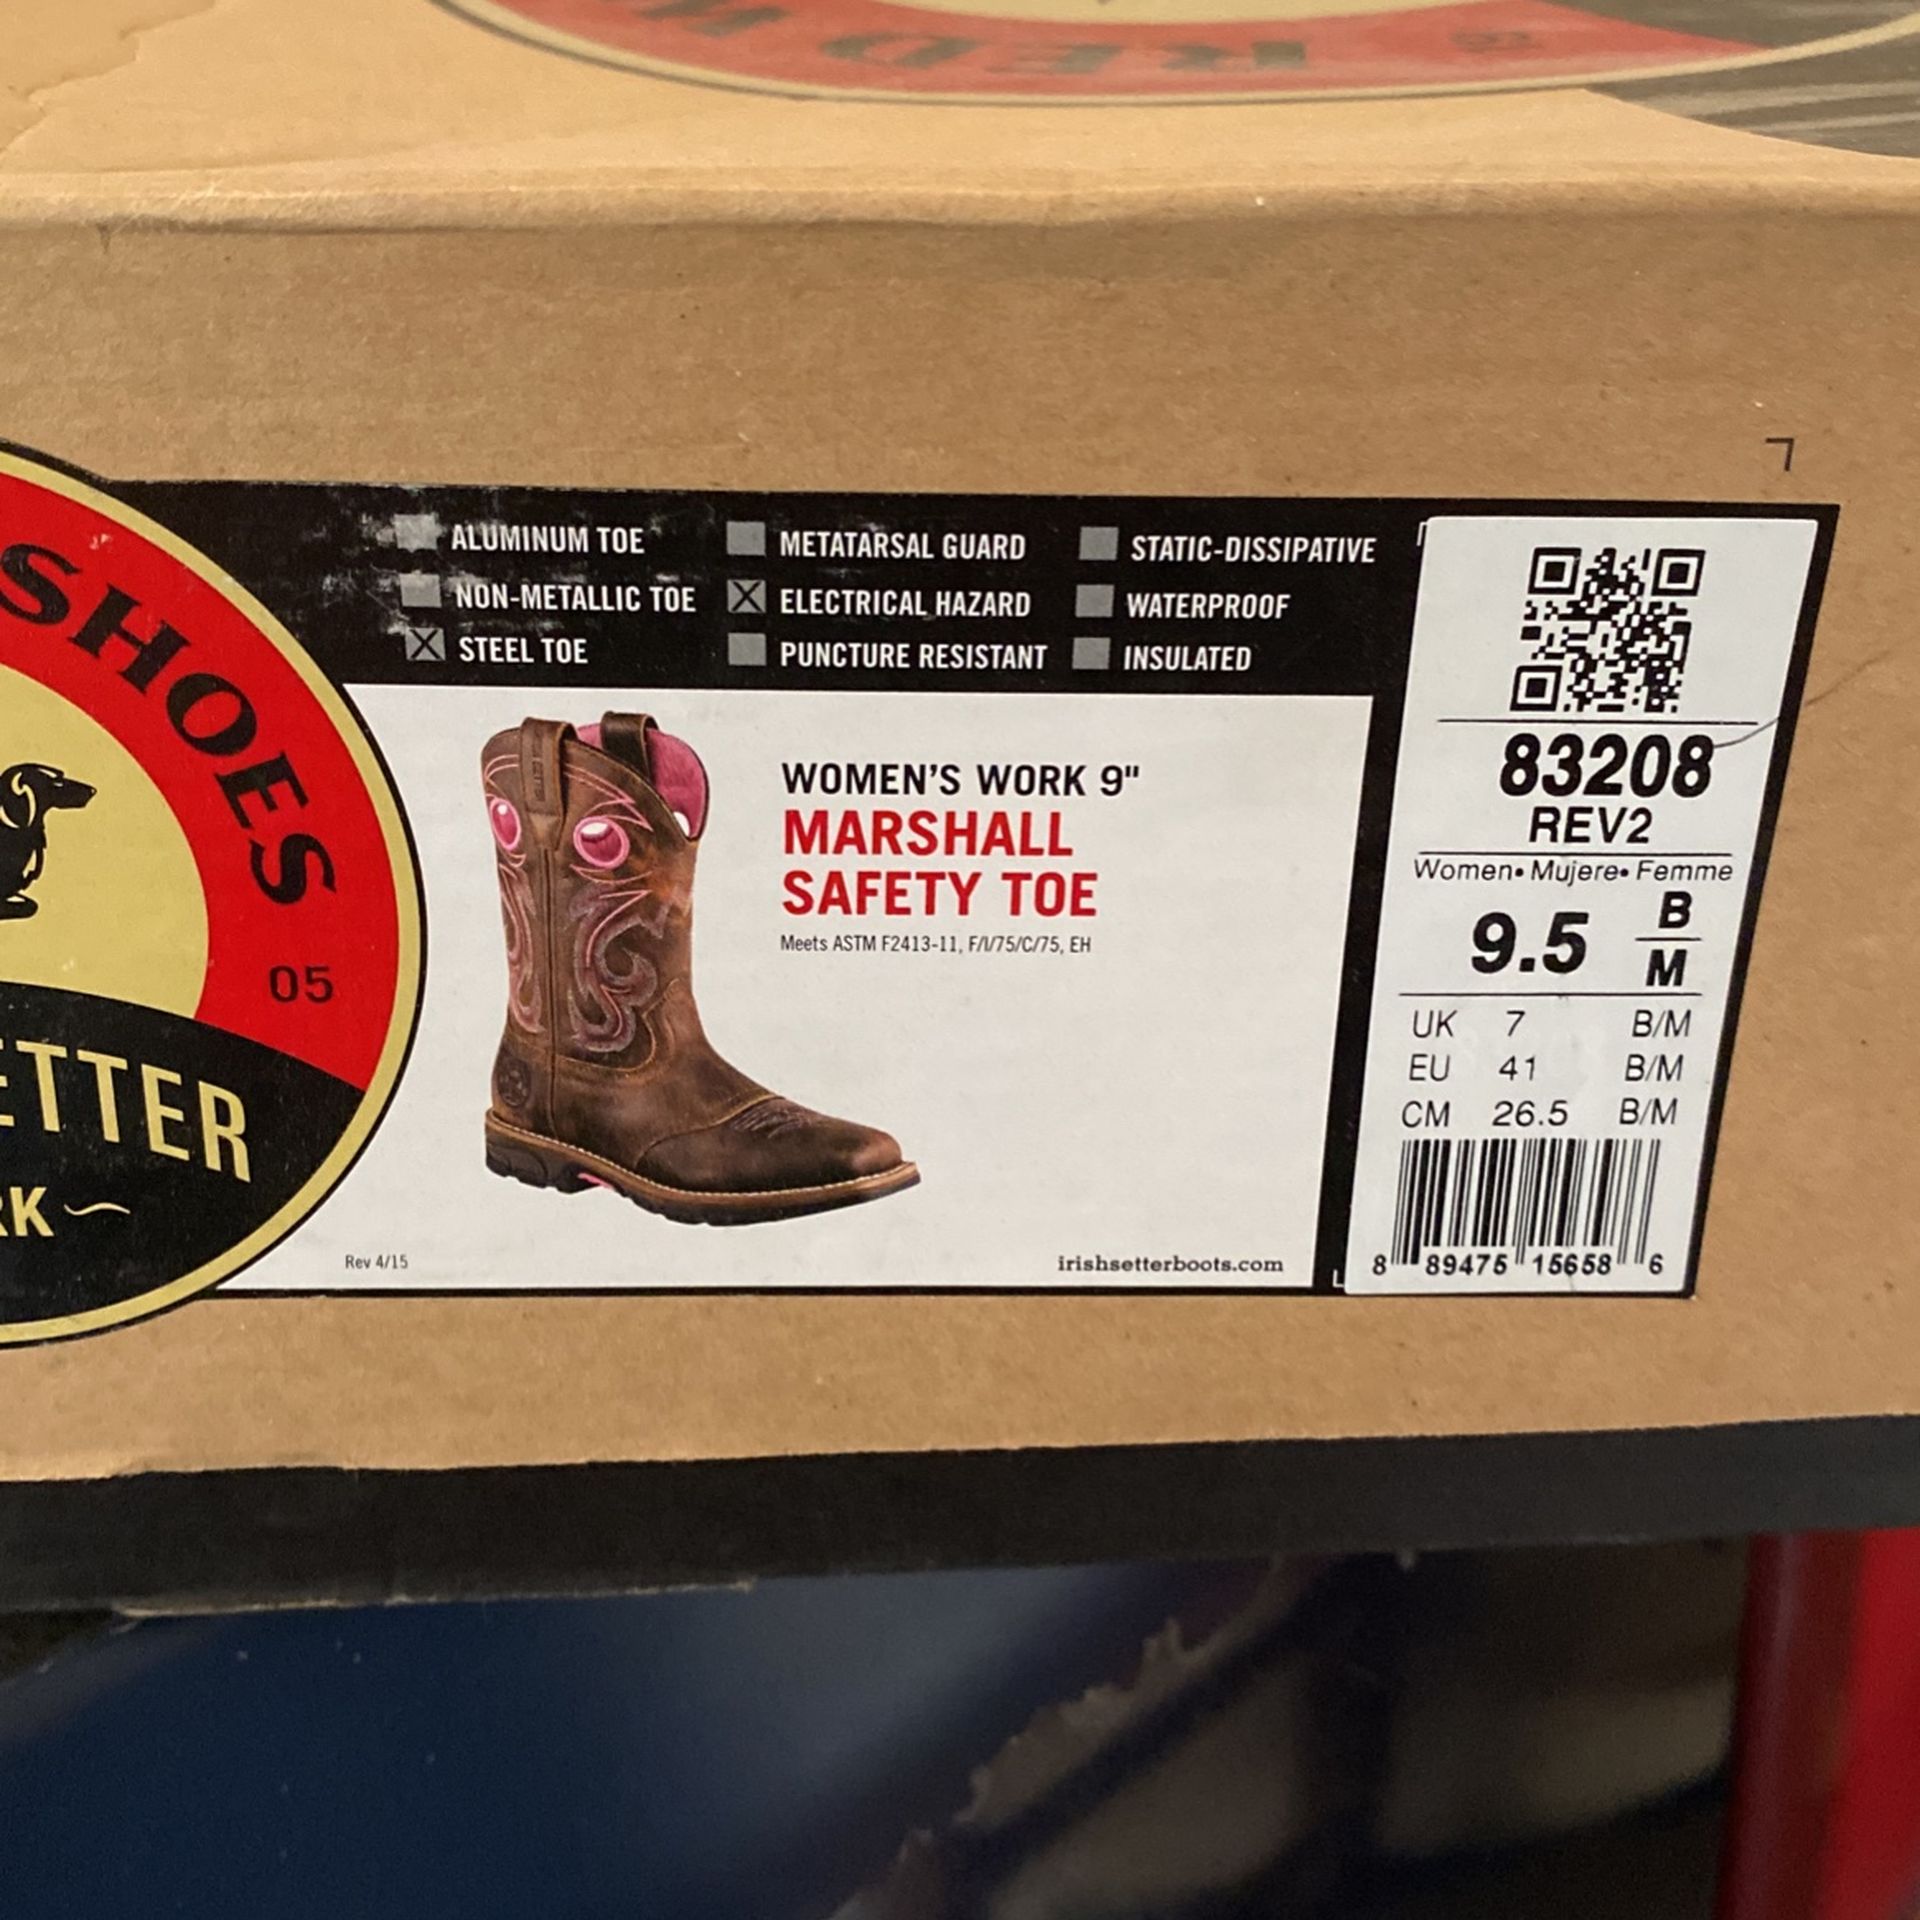 RED W
SHOES
05
ETTER
RK
ALUMINUM TOE
NON-METALLIC TOE
STEEL TOE
METATARSAL GUARD
ELECTRICAL HAZARD
PUNCTURE RESISTANT
STATIC-DISSIPATIVE
WATERPROOF
INSULATED
WOMEN'S WORK 9"
MARSHALL
SAFETY TOE
Meets ASTM F2413-11, F/I/75/C/75, EH
Rev 4/15
irishsetterboots.com
83208
REV2
Women• Mujere• Femme
9.5 B/M
UK 7 B/M
EU 41 B/M
CM 26.5 B/M
8 89475 15658 6